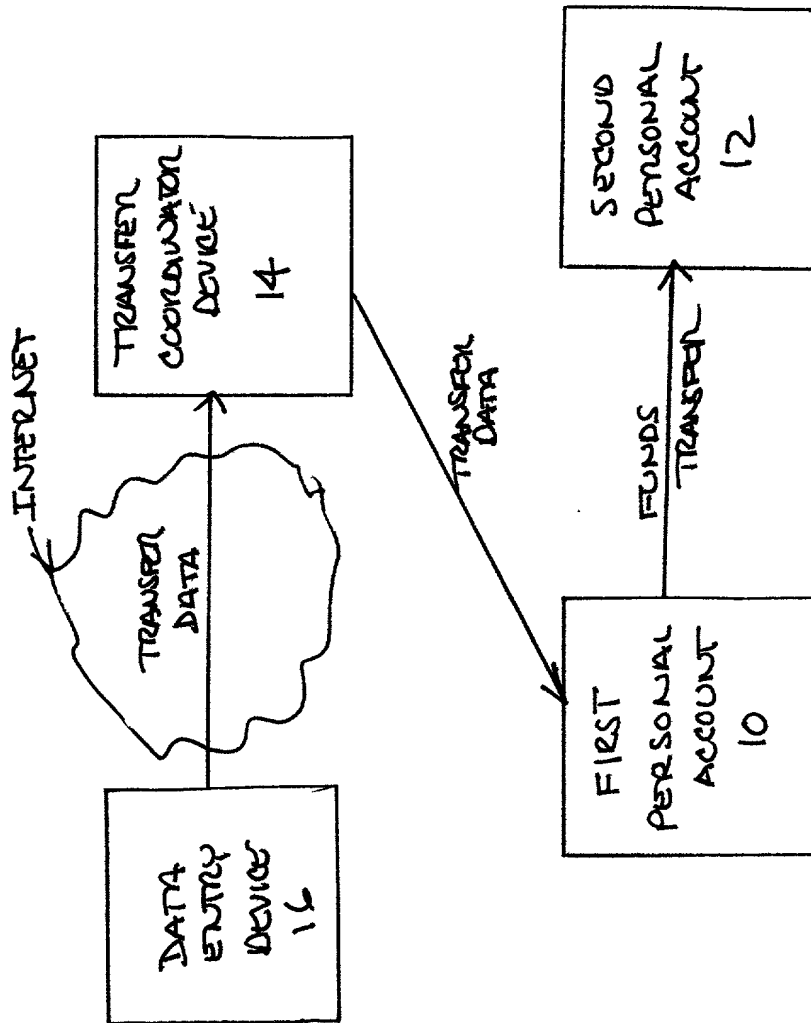 INTERNET
DATA
ENTRY
DEVICE
16
TRANSFER
DATA
TRANSFER
COORDINATOR
DEVICE
14
TRANSFER
DATA
FIRST
PERSONAL
ACCOUNT
10
FUNDS
TRANSFER
SECOND
PERSONAL
ACCOUNT
12